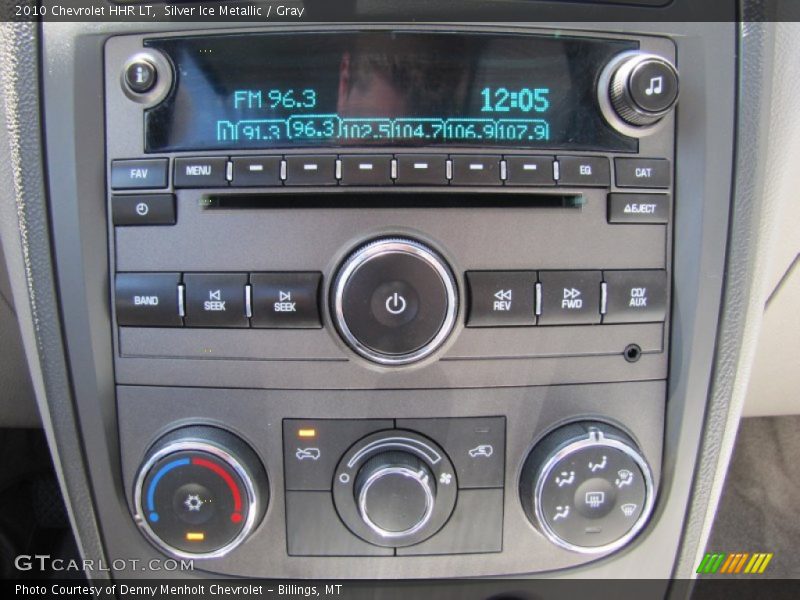 2010 Chevrolet HHR LT,  Silver Ice Metallic / Gray
FM 96.3
12:05
91.3 96.3 102.5 104.7 106.9 107.9
FAV
MENU
EQ
CAT
EJECT
BAND
SEEK
SEEK
REV
FWD
CD/
AUX
GTCARLOT.COM
Photo Courtesy of Denny Menholt Chevrolet - Billings, MT